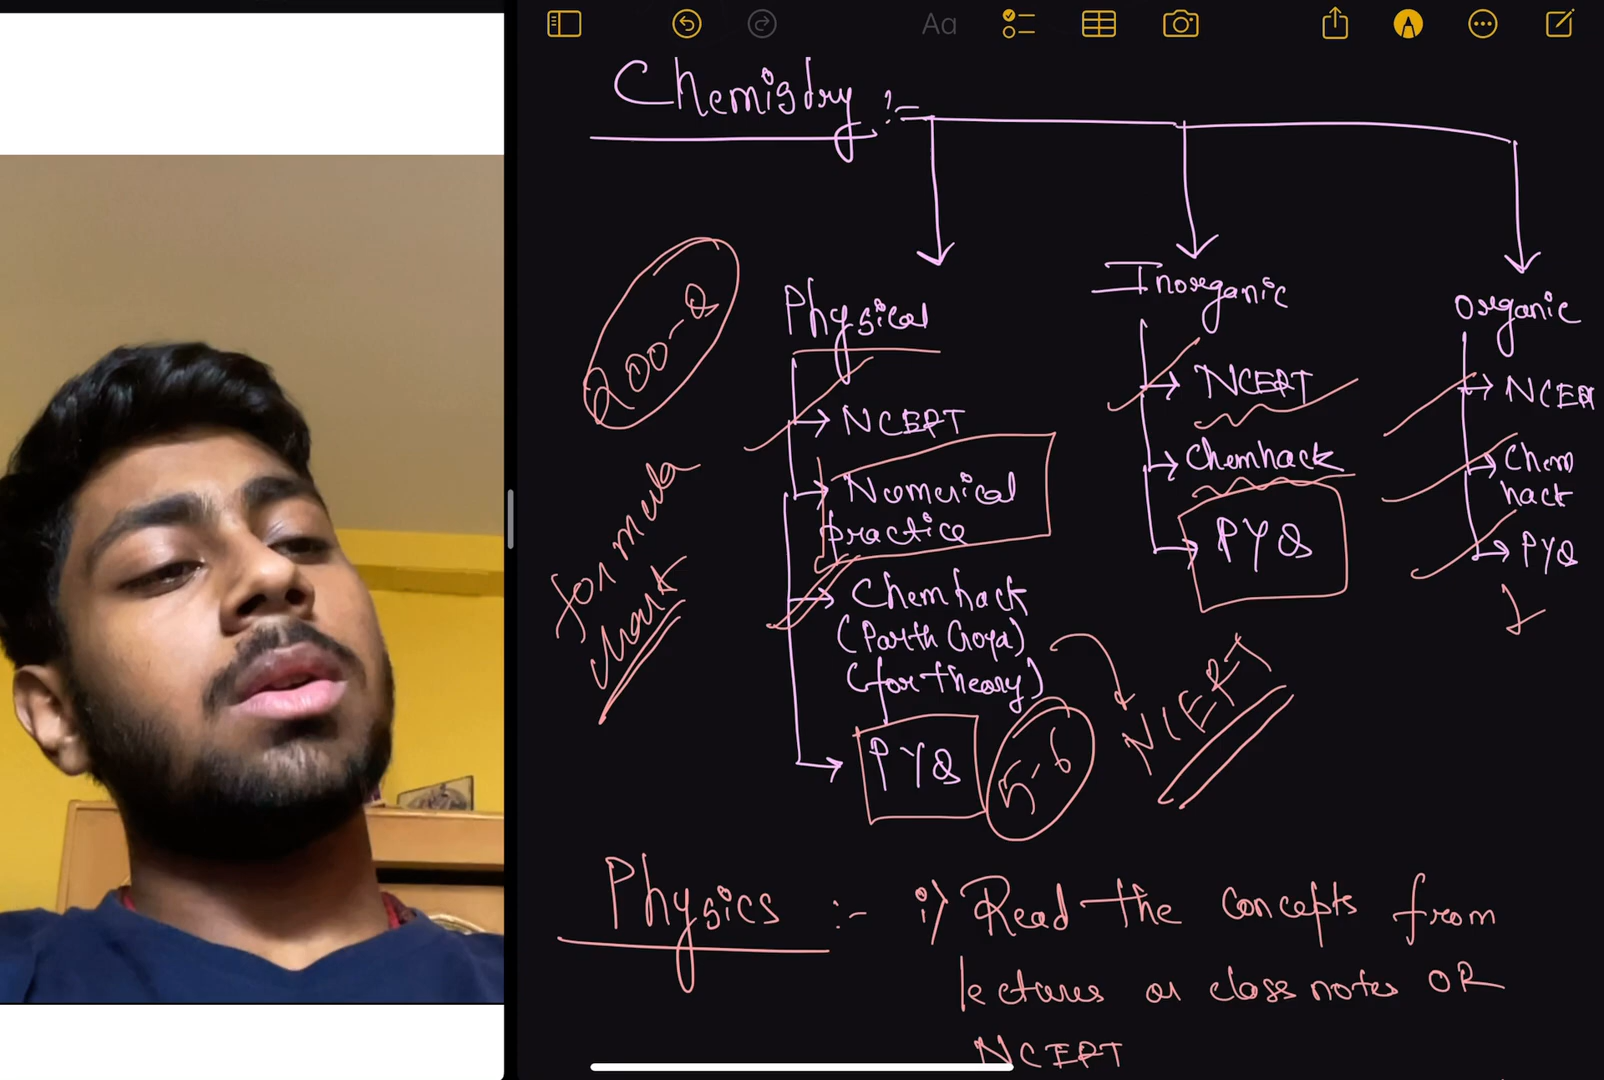 Aa
Chemistry :-
Physical
Inorganic
Organic
200-Q
NCERT
Numerical
practice
Chemhack
(Parth Goya)
(for theory)
PYQ
5-6
formula
chart
NCERT
Chemhack
PYQ
NCERT
NCER
Chem
hack
PYQ
Physics :- i) Read the concepts from
lectures or class notes OR
NCERT